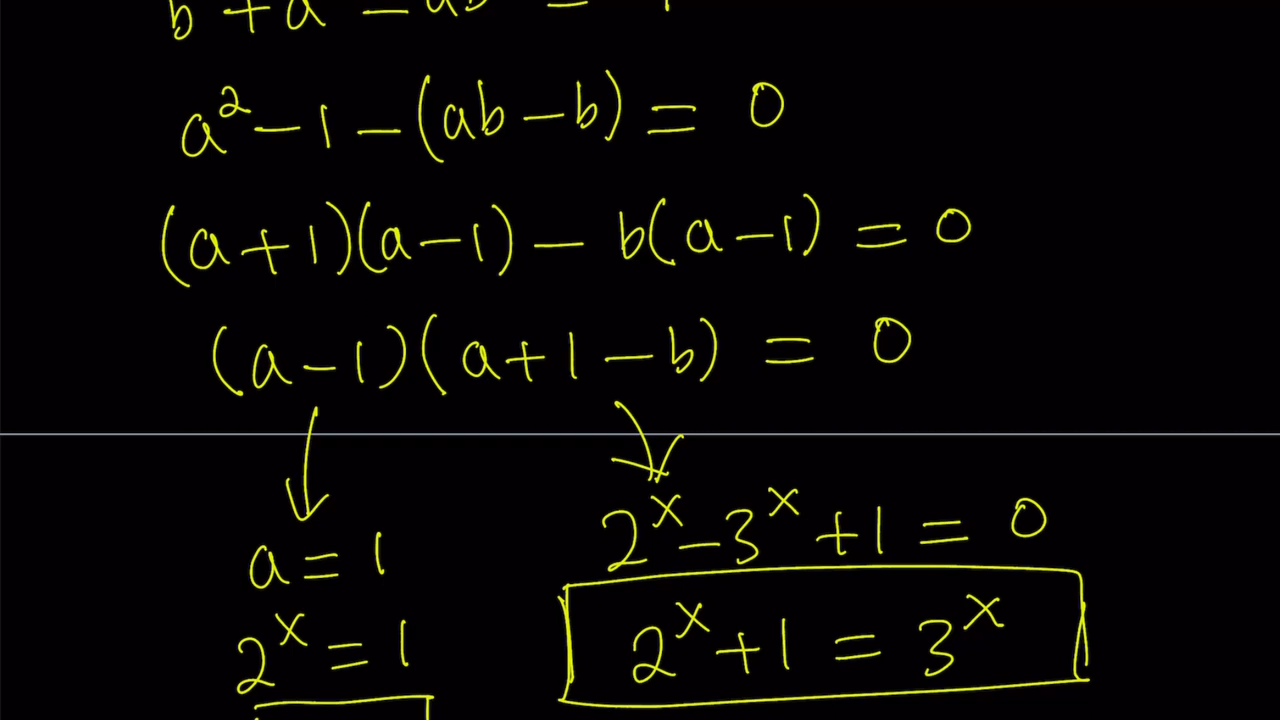 a² − 1 − (ab − b) = 0
(a + 1)(a − 1) − b(a − 1) = 0
(a − 1)(a + 1 − b) = 0
a = 1
2ˣ = 1
2ˣ − 3ˣ + 1 = 0
2ˣ + 1 = 3ˣ